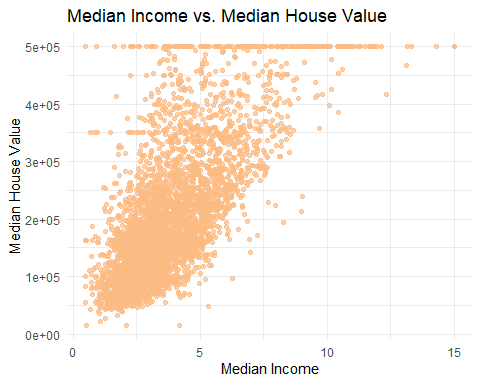 Median Income vs. Median House Value
5e+05
4e+05
3e+05
2e+05
1e+05
0e+00
Median House Value
0 5 10 15
Median Income